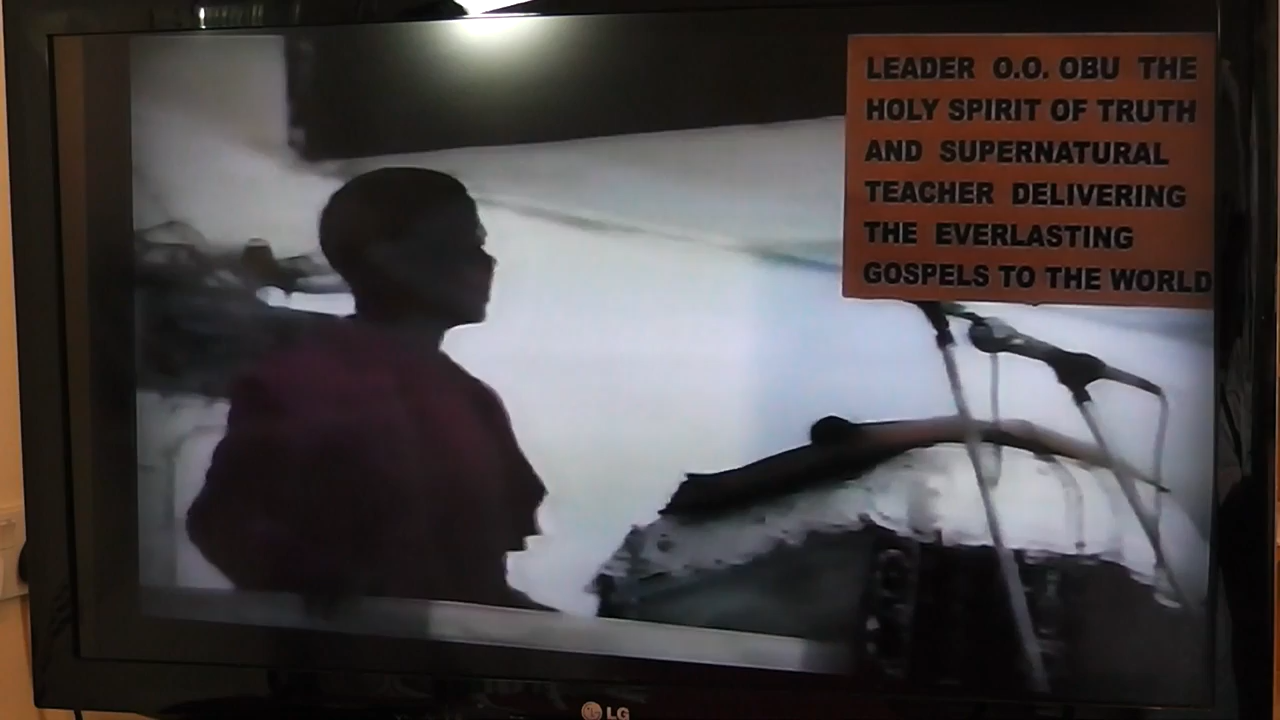 LEADER O.O. OBU THE
HOLY SPIRIT OF TRUTH
AND SUPERNATURAL
TEACHER DELIVERING
THE EVERLASTING
GOSPELS TO THE WORLD
LG